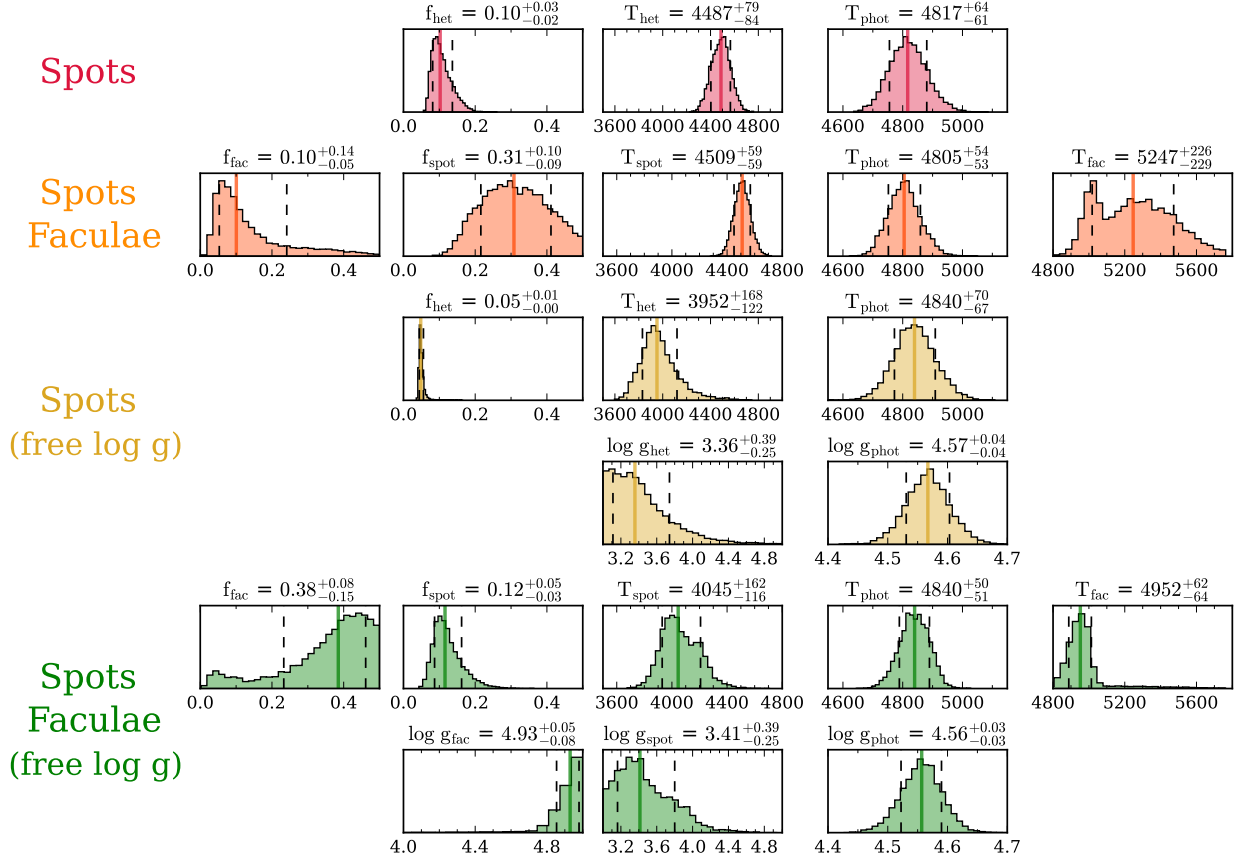 f_het = 0.10^{+0.03}_{-0.02} T_het = 4487^{+79}_{-84} T_phot = 4817^{+64}_{-61}
Spots
0.0 0.2 0.4 3600 4000 4400 4800 4600 4800 5000
f_fac = 0.10^{+0.14}_{-0.05} f_spot = 0.31^{+0.10}_{-0.09} T_spot = 4509^{+59}_{-59} T_phot = 4805^{+54}_{-53} T_fac = 5247^{+226}_{-229}
Spots
Faculae
0.0 0.2 0.4 0.0 0.2 0.4 3600 4000 4400 4800 4600 4800 5000 4800 5200 5600
f_het = 0.05^{+0.01}_{-0.00} T_het = 3952^{+168}_{-122} T_phot = 4840^{+70}_{-67}
0.0 0.2 0.4 3600 4000 4400 4800 4600 4800 5000
Spots
(free log g)
log g_het = 3.36^{+0.39}_{-0.25} log g_phot = 4.57^{+0.04}_{-0.04}
3.2 3.6 4.0 4.4 4.8 4.4 4.5 4.6 4.7
f_fac = 0.38^{+0.08}_{-0.15} f_spot = 0.12^{+0.05}_{-0.03} T_spot = 4045^{+162}_{-116} T_phot = 4840^{+50}_{-51} T_fac = 4952^{+62}_{-64}
0.0 0.2 0.4 0.0 0.2 0.4 3600 4000 4400 4800 4600 4800 5000 4800 5200 5600
Spots
Faculae
(free log g)
log g_fac = 4.93^{+0.05}_{-0.08} log g_spot = 3.41^{+0.39}_{-0.25} log g_phot = 4.56^{+0.03}_{-0.03}
4.0 4.4 4.8 3.2 3.6 4.0 4.4 4.8 4.4 4.5 4.6 4.7